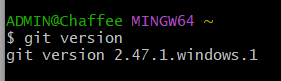 ADMIN@Chaffee MINGW64 ~
$ git version
git version 2.47.1.windows.1